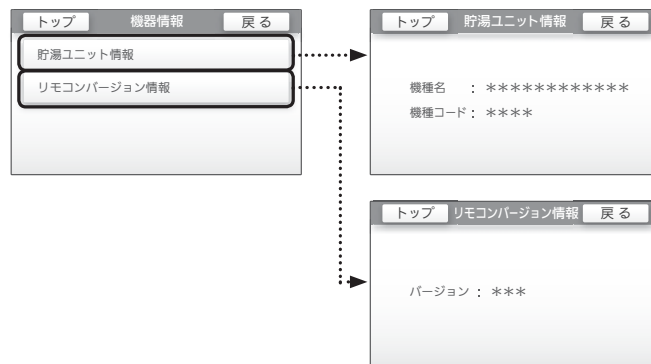 トップ 機器情報 戻る
貯湯ユニット情報
リモコンバージョン情報
トップ 貯湯ユニット情報 戻る
機種名 : ************
機種コード : ****
トップ リモコンバージョン情報 戻る
バージョン : ***